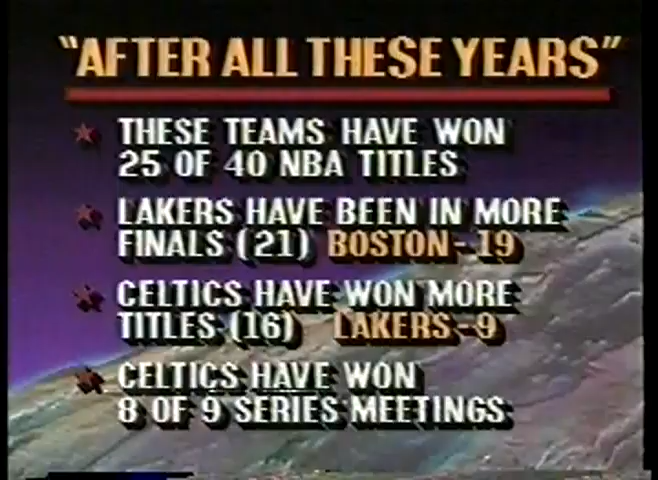 "AFTER ALL THESE YEARS"
THESE TEAMS HAVE WON
25 OF 40 NBA TITLES
LAKERS HAVE BEEN IN MORE
FINALS (21) BOSTON-19
CELTICS HAVE WON MORE
TITLES (16) LAKERS-9
CELTICS HAVE WON
8 OF 9 SERIES MEETINGS